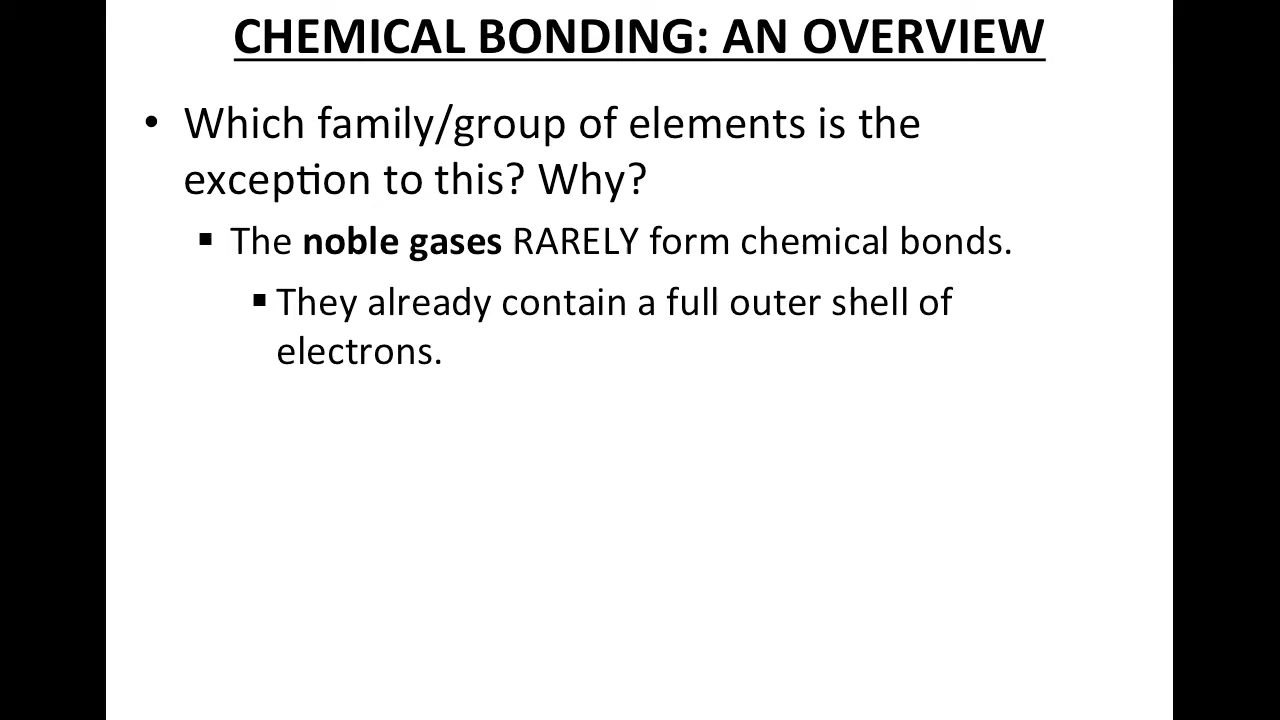 CHEMICAL BONDING: AN OVERVIEW
• Which family/group of elements is the
exception to this? Why?
▪ The noble gases RARELY form chemical bonds.
▪ They already contain a full outer shell of
electrons.